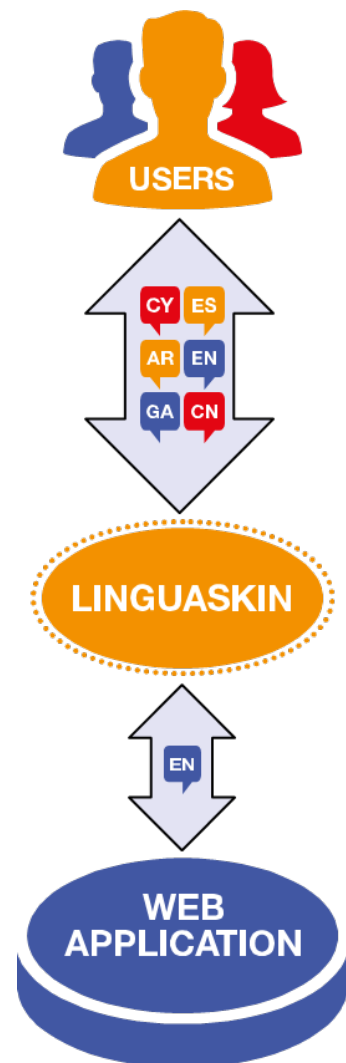 USERS
CY ES
AR EN
GA CN
LINGUASKIN
EN
WEB
APPLICATION